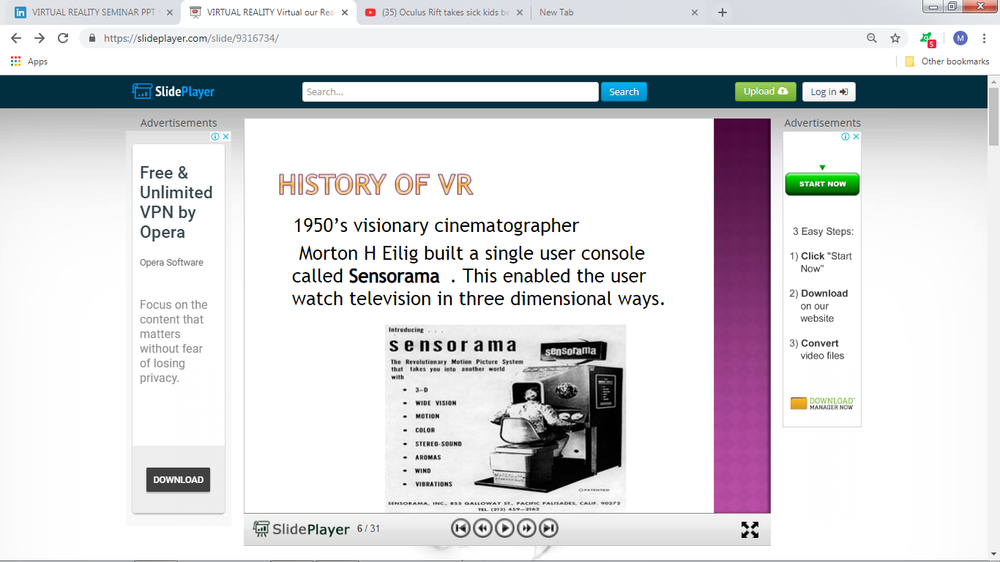 VIRTUAL REALITY SEMINAR PPT
VIRTUAL REALITY Virtual our Rea
(35) Oculus Rift takes sick kids be
New Tab
https://slideplayer.com/slide/9316734/
5
M
Apps
Other bookmarks
SlidePlayer
Search...
Search
Upload
Log in
Advertisements
Free &
Unlimited
VPN by
Opera
Opera Software
Focus on the
content that
matters
without fear
of losing
privacy.
DOWNLOAD
HISTORY OF VR
1950’s visionary cinematographer
Morton H Eilig built a single user console
called Sensorama . This enabled the user
watch television in three dimensional ways.
Introducing . . .
sensorama
The Revolutionary Motion Picture System
that takes you into another world
with
• 3-D
• WIDE VISION
• MOTION
• COLOR
• STEREO-SOUND
• AROMAS
• WIND
• VIBRATIONS
sensorama
©PATENTED
SENSORAMA, INC., 855 GALLOWAY ST., PACIFIC PALISADES, CALIF. 90272
TEL. (213) 459-2162
SlidePlayer
6 / 31
Advertisements
START NOW
3 Easy Steps:
1) Click "Start
Now"
2) Download
on our
website
3) Convert
video files
DOWNLOAD
MANAGER NOW